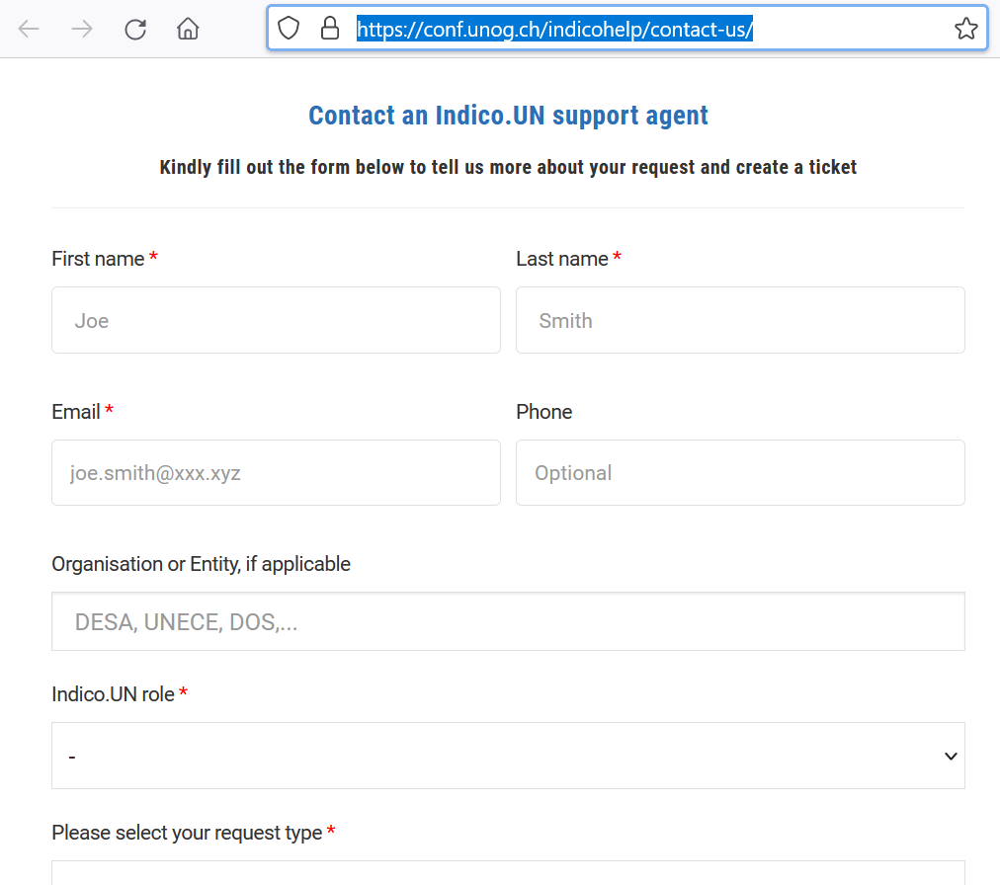 https://conf.unog.ch/indicohelp/contact-us/
Contact an Indico.UN support agent
Kindly fill out the form below to tell us more about your request and create a ticket
First name *
Last name *
Joe
Smith
Email *
Phone
joe.smith@xxx.xyz
Optional
Organisation or Entity, if applicable
DESA, UNECE, DOS,...
Indico.UN role *
-
Please select your request type *